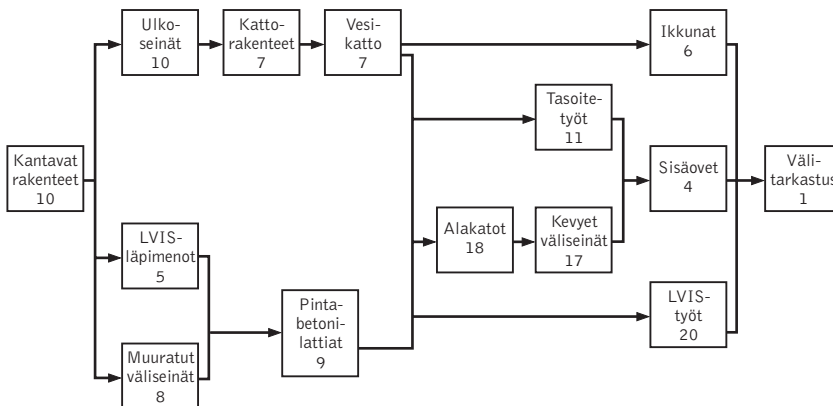 Ulko-
seinät
10
Katto-
rakenteet
7
Vesi-
katto
7
Ikkunat
6
Tasoite-
työt
11
Kantavat
rakenteet
10
Sisäovet
4
Väli-
tarkastus
1
LVIS-
läpimenot
5
Alakatot
18
Kevyet
väliseinät
17
Pinta-
betoni-
lattiat
9
LVIS-
työt
20
Muuratut
väliseinät
8